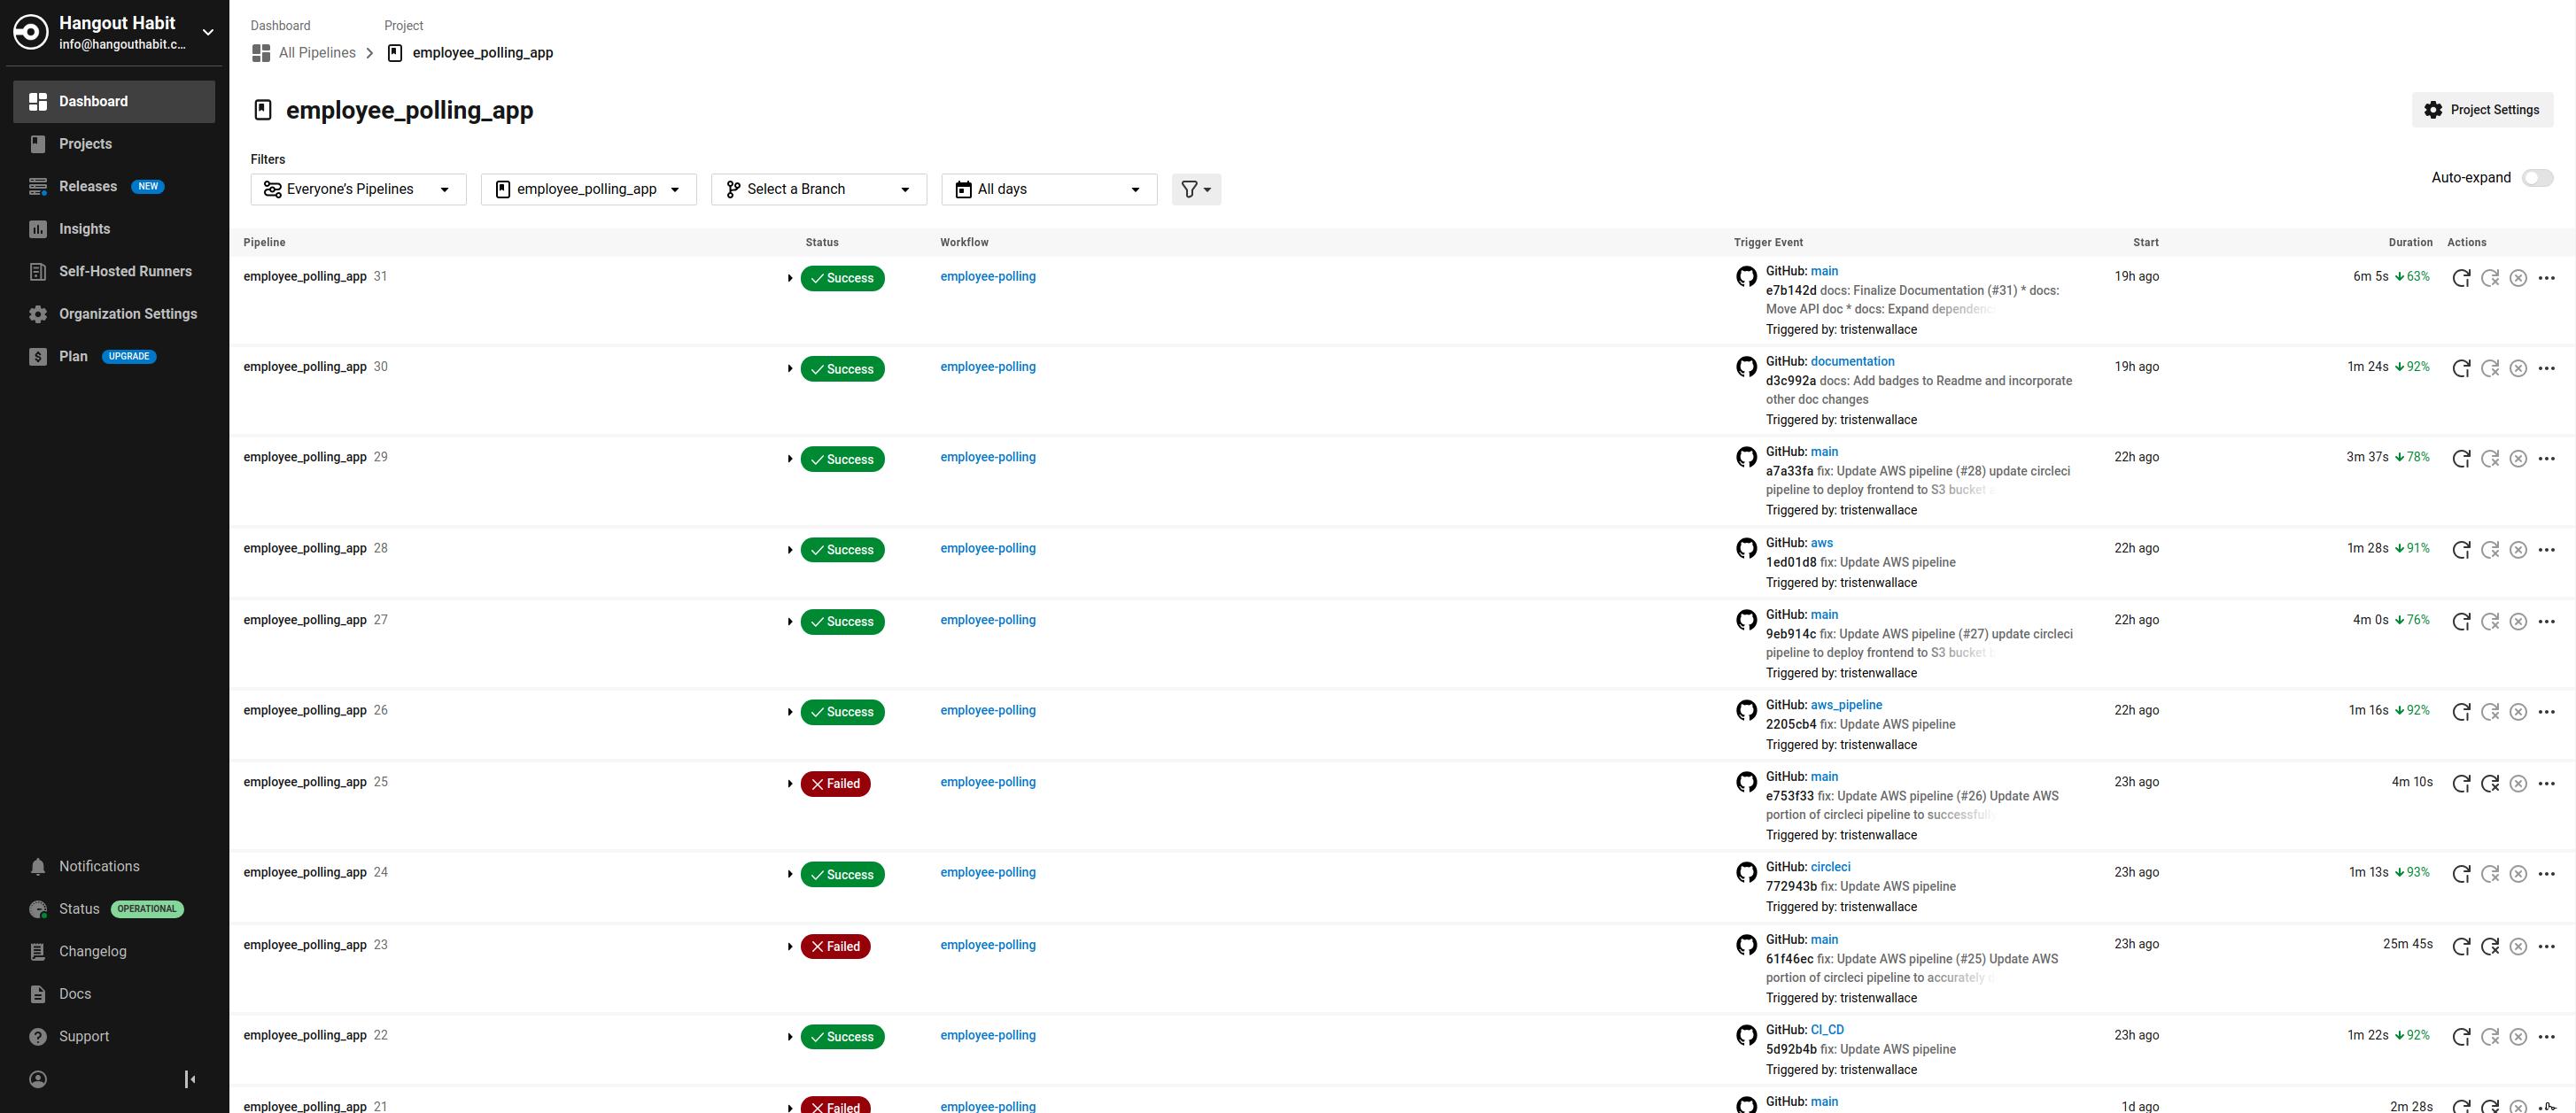 Hangout Habit
info@hangouthabit.c...
Dashboard
Projects
Releases NEW
Insights
Self-Hosted Runners
Organization Settings
Plan UPGRADE
Notifications
Status OPERATIONAL
Changelog
Docs
Support
Dashboard Project
All Pipelines employee_polling_app
employee_polling_app
Project Settings
Filters
Everyone's Pipelines employee_polling_app Select a Branch All days
Auto-expand
Pipeline Status Workflow Trigger Event Start Duration Actions
employee_polling_app 31 Success employee-polling GitHub: main 19h ago 6m 5s 63%
e7b142d docs: Finalize Documentation (#31) * docs:
Move API doc * docs: Expand dependenc
Triggered by: tristenwallace
employee_polling_app 30 Success employee-polling GitHub: documentation 19h ago 1m 24s 92%
d3c992a docs: Add badges to Readme and incorporate
other doc changes
Triggered by: tristenwallace
employee_polling_app 29 Success employee-polling GitHub: main 22h ago 3m 37s 78%
a7a33fa fix: Update AWS pipeline (#28) update circleci
pipeline to deploy frontend to S3 bucket
Triggered by: tristenwallace
employee_polling_app 28 Success employee-polling GitHub: aws 22h ago 1m 28s 91%
1ed01d8 fix: Update AWS pipeline
Triggered by: tristenwallace
employee_polling_app 27 Success employee-polling GitHub: main 22h ago 4m 0s 76%
9eb914c fix: Update AWS pipeline (#27) update circleci
pipeline to deploy frontend to S3 bucket
Triggered by: tristenwallace
employee_polling_app 26 Success employee-polling GitHub: aws_pipeline 22h ago 1m 16s 92%
2205cb4 fix: Update AWS pipeline
Triggered by: tristenwallace
employee_polling_app 25 Failed employee-polling GitHub: main 23h ago 4m 10s
e753f33 fix: Update AWS pipeline (#26) Update AWS
portion of circleci pipeline to successfull
Triggered by: tristenwallace
employee_polling_app 24 Success employee-polling GitHub: circleci 23h ago 1m 13s 93%
772943b fix: Update AWS pipeline
Triggered by: tristenwallace
employee_polling_app 23 Failed employee-polling GitHub: main 23h ago 25m 45s
61f46ec fix: Update AWS pipeline (#25) Update AWS
portion of circleci pipeline to accurately
Triggered by: tristenwallace
employee_polling_app 22 Success employee-polling GitHub: CI_CD 23h ago 1m 22s 92%
5d92b4b fix: Update AWS pipeline
Triggered by: tristenwallace
employee_polling_app 21 Failed employee-polling GitHub: main 1d ago 2m 28s